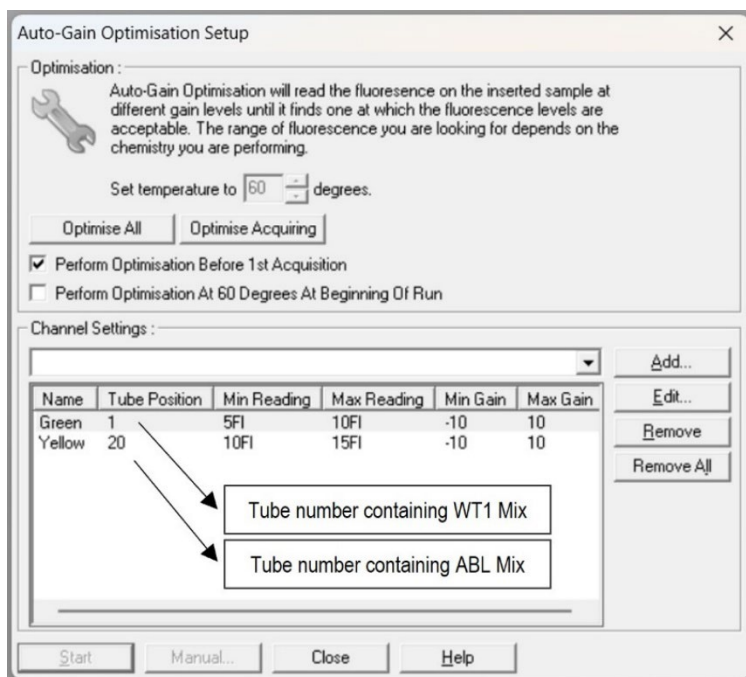 Auto-Gain Optimisation Setup
Optimisation :
Auto-Gain Optimisation will read the fluoresence on the inserted sample at
different gain levels until it finds one at which the fluorescence levels are
acceptable. The range of fluorescence you are looking for depends on the
chemistry you are performing.
Set temperature to 60 degrees.
Optimise All Optimise Acquiring
Perform Optimisation Before 1st Acquisition
Perform Optimisation At 60 Degrees At Beginning Of Run
Channel Settings :
Add...
Name Tube Position Min Reading Max Reading Min Gain Max Gain Edit...
Green 1 5Fl 10Fl -10 10
Remove
Yellow 20 10Fl 15Fl -10 10
Remove All
Tube number containing WT1 Mix
Tube number containing ABL Mix
Start Manual... Close Help